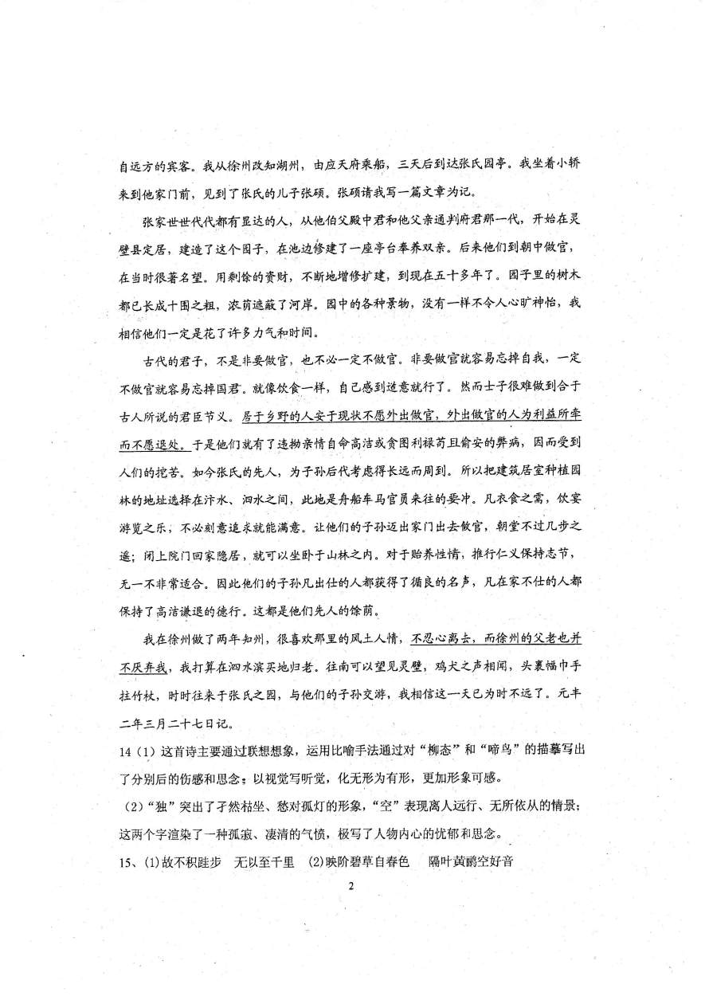 自远方的宾客。我从徐州改知湖州，由应天府乘船，三天后到达张氏园亭。我坐着小轿
来到他家门前，见到了张氏的儿子张硕。张硕请我写一篇文章为记。
张家世世代代都有显达的人，从他伯父殿中君和他父亲通判府君那一代，开始在灵
壁县定居，建造了这个园子，在池边修建了一座亭台奉养双亲。后来他们到朝中做官，
在当时很著名望。用剩馀的资财，不断地增修扩建，到现在五十多年了。园子里的树木
都已长成十围之粗，浓荫遮蔽了河岸。园中的各种景物，没有一样不令人心旷神怡，我
相信他们一定是花了许多力气和时间。
古代的君子，不是非要做官，也不必一定不做官。非要做官就容易忘掉自我，一定
不做官就容易忘掉国君。就像饮食一样，自己感到适意就行了。然而士子很难做到合于
古人所说的君臣节义。居于乡野的人安于现状不愿外出做官，外出做官的人为利益所牵
而不愿退处。于是他们就有了违拗亲情自命高洁或贪图利禄苟且偷安的弊病，因而受到
人们的挖苦。如今张氏的先人，为子孙后代考虑得长远而周到。所以把建筑居室种植园
林的地址选择在汴水、泗水之间，此地是舟船车马官员来往的要冲。凡衣食之需，饮宴
游览之乐，不必刻意追求就能满意。让他们的子孙迈出家门出去做官，朝堂不过几步之
遥；闭上院门回家隐居，就可以坐卧于山林之内。对于贻养性情，推行仁义保持志节，
无一不非常适合。因此他们的子孙凡出仕的人都获得了循良的名声，凡在家不仕的人都
保持了高洁谦退的德行。这都是他们先人的馀荫。
我在徐州做了两年知州，很喜欢那里的风土人情，不忍心离去，而徐州的父老也并
不厌弃我，我打算在泗水滨买地归老。往南可以望见灵壁，鸡犬之声相闻，头裹幅巾手
拄竹杖，时时往来于张氏之园，与他们的子孙交游，我相信这一天已为时不远了。元丰
二年三月二十七日记。
14（1）这首诗主要通过联想想象，运用比喻手法通过对“柳态”和“啼鸟”的描摹写出
了分别后的伤感和思念；以视觉写听觉，化无形为有形，更加形象可感。
（2）“独”突出了孑然枯坐、愁对孤灯的形象，“空”表现离人远行、无所依从的情景；
这两个字渲染了一种孤寂、凄清的气愤，极写了人物内心的忧郁和思念。
15、(1)故不积跬步 无以至千里 (2)映阶碧草自春色 隔叶黄鹂空好音
2